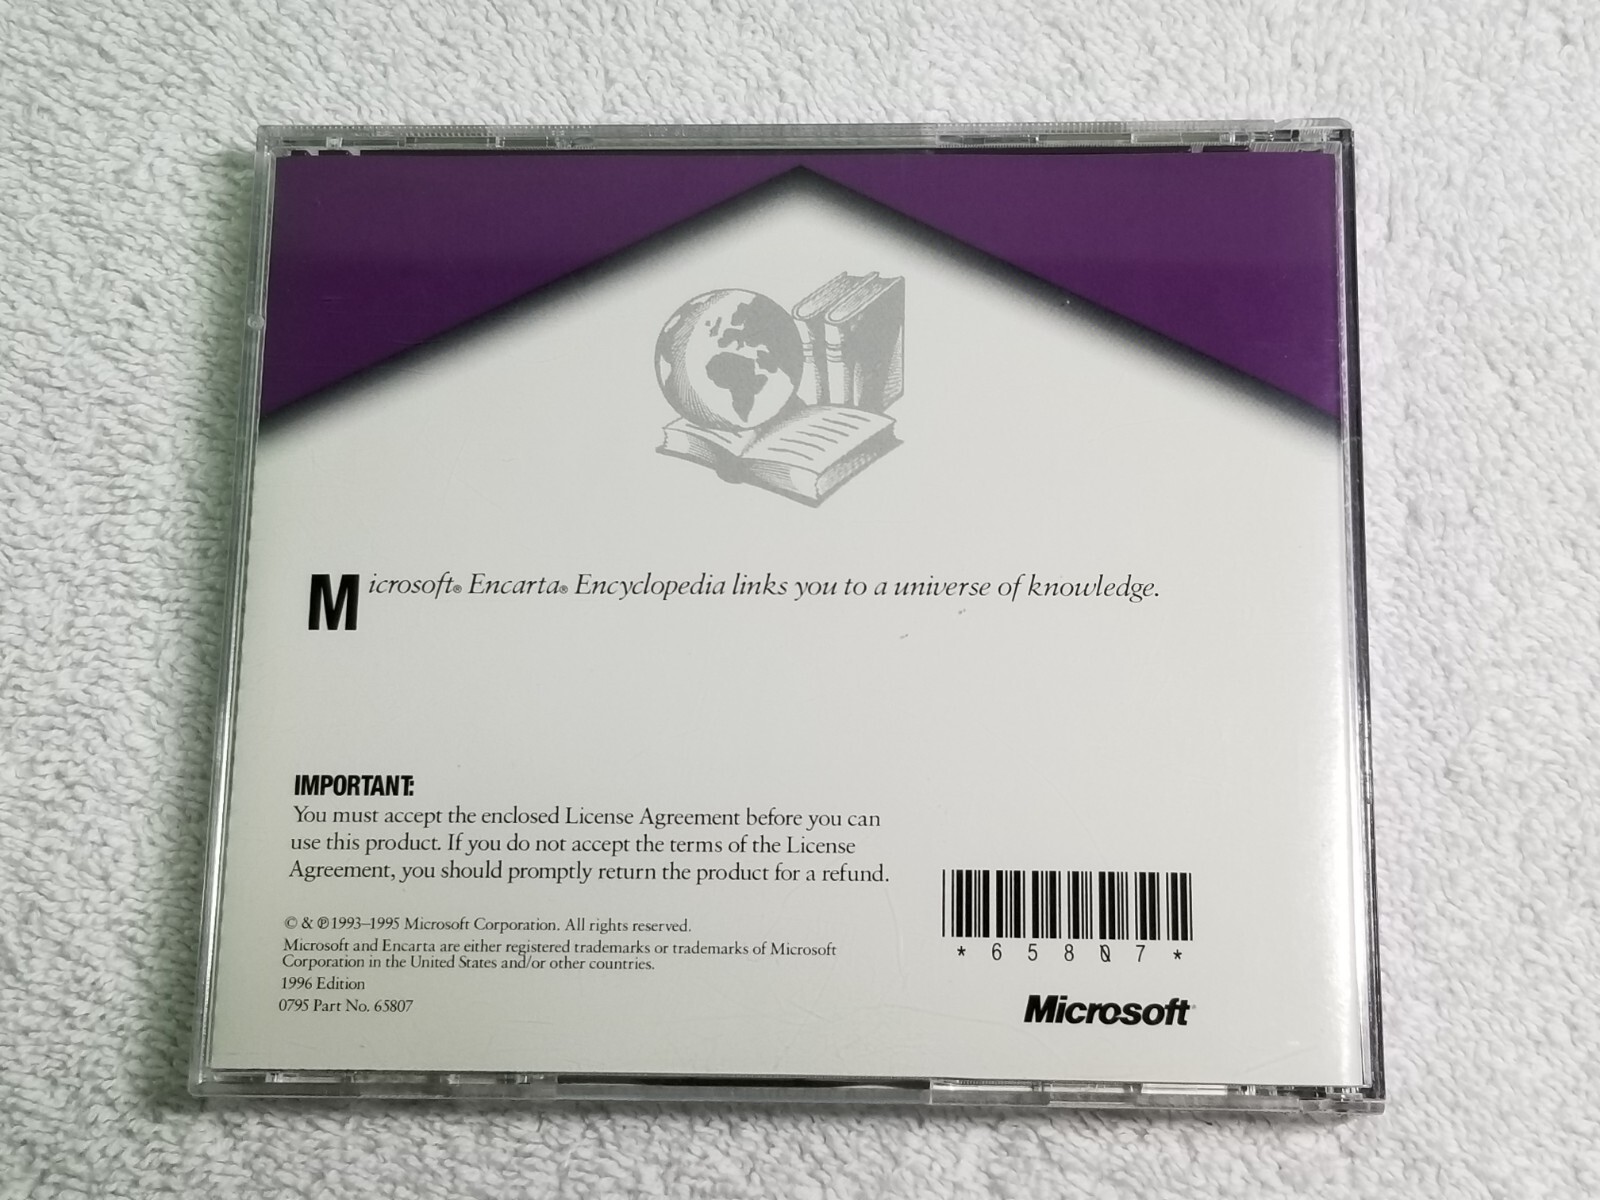 Microsoft® Encarta® Encyclopedia links you to a universe of knowledge.
IMPORTANT:
You must accept the enclosed License Agreement before you can
use this product. If you do not accept the terms of the License
Agreement, you should promptly return the product for a refund.
© & ℗ 1993–1995 Microsoft Corporation. All rights reserved.
Microsoft and Encarta are either registered trademarks or trademarks of Microsoft
Corporation in the United States and/or other countries.
1996 Edition
0795 Part No. 65807
* 6 5 8 0 7 *
Microsoft